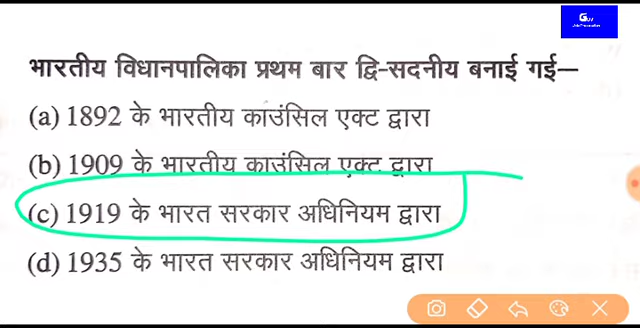 भारतीय विधानपालिका प्रथम बार द्वि-सदनीय बनाई गई—
(a) 1892 के भारतीय काउंसिल एक्ट द्वारा
(b) 1909 के भारतीय काउंसिल एक्ट द्वारा
(c) 1919 के भारत सरकार अधिनियम द्वारा
(d) 1935 के भारत सरकार अधिनियम द्वारा